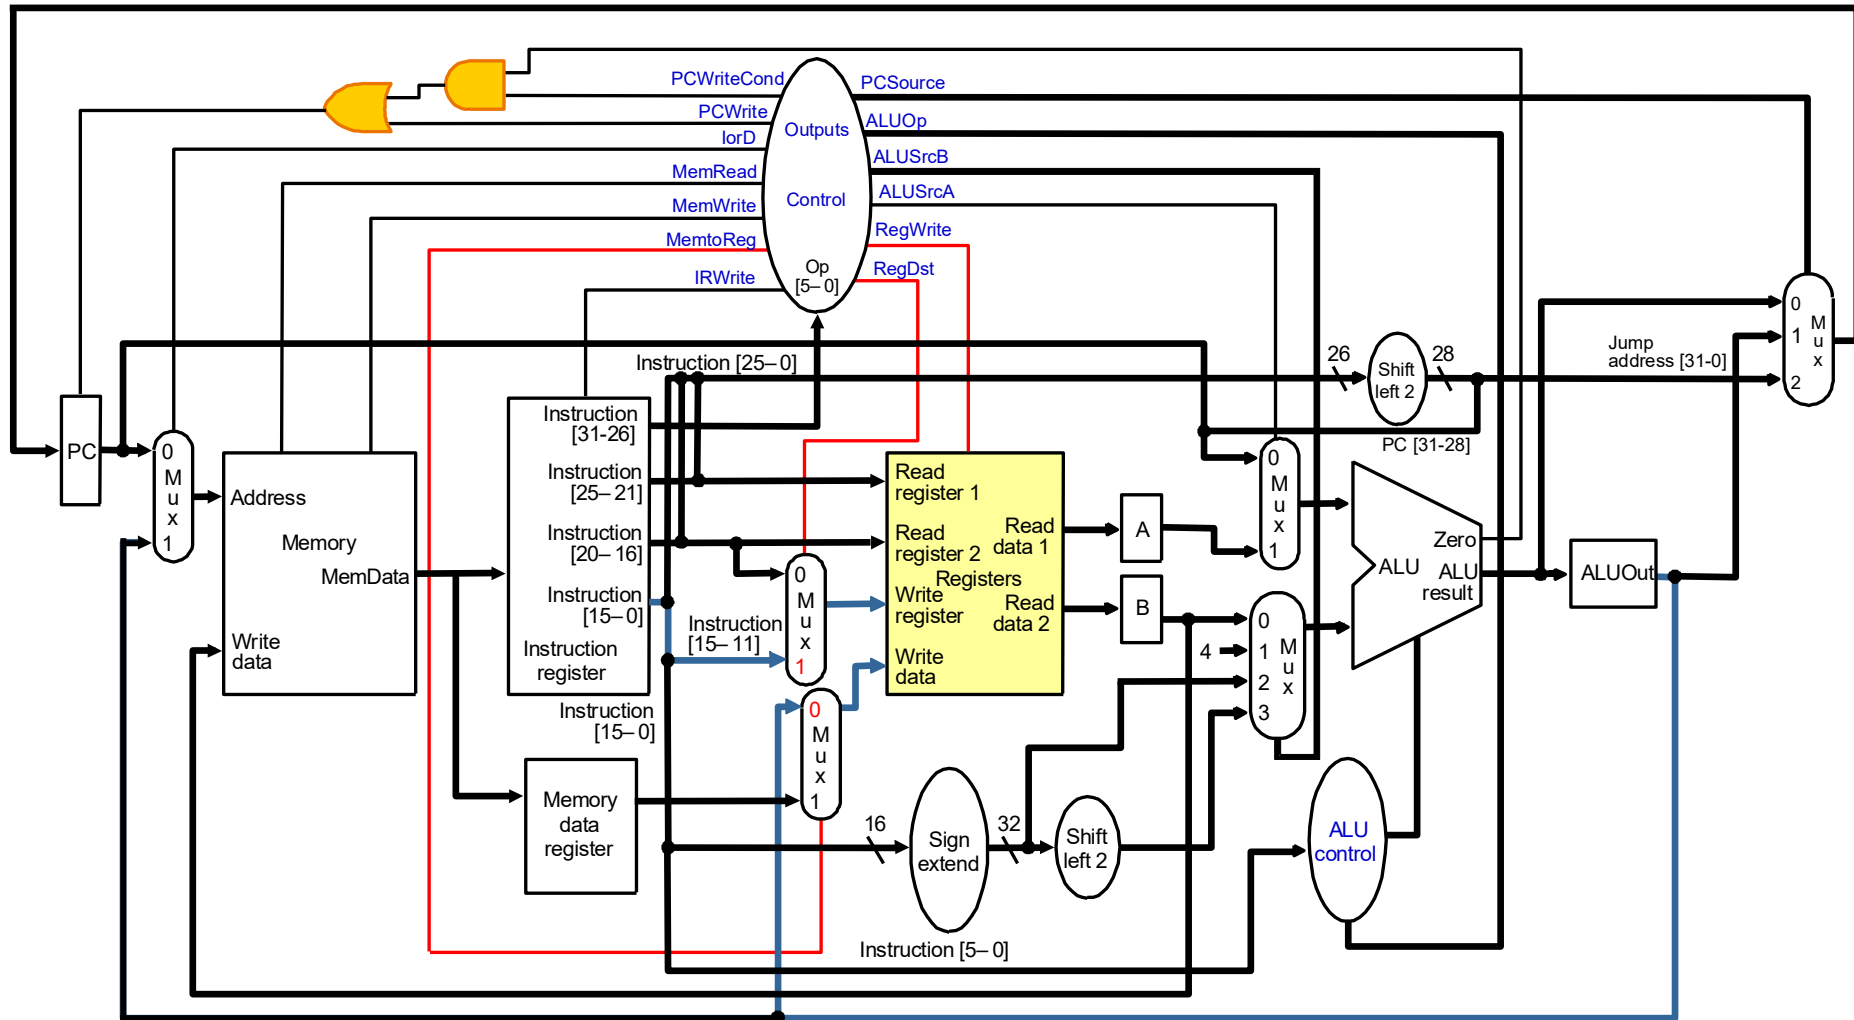 PCWriteCond
PCSource
PCWrite
ALUOp
Outputs
IorD
ALUSrcB
MemRead
ALUSrcA
Control
MemWrite
RegWrite
MemtoReg
Op
[5–0]
RegDst
IRWrite
0
1
2
M
u
x
Jump
address [31-0]
Instruction [25–0]
26
Shift
left 2
28
PC [31-28]
PC
0
M
u
x
1
Address
Memory
MemData
Write
data
Instruction
[31-26]
Instruction
[25–21]
Instruction
[20–16]
Instruction
[15–0]
Instruction
register
Instruction
[15–11]
0
M
u
x
1
Read
register 1
Read
register 2
Registers
Write
register
Write
data
Read
data 1
Read
data 2
A
B
0
M
u
x
1
0
4
1
2
3
M
u
x
Zero
ALU
ALU
result
ALUOut
Instruction
[15–0]
0
M
u
x
1
Memory
data
register
16
Sign
extend
32
Shift
left 2
ALU
control
Instruction [5–0]